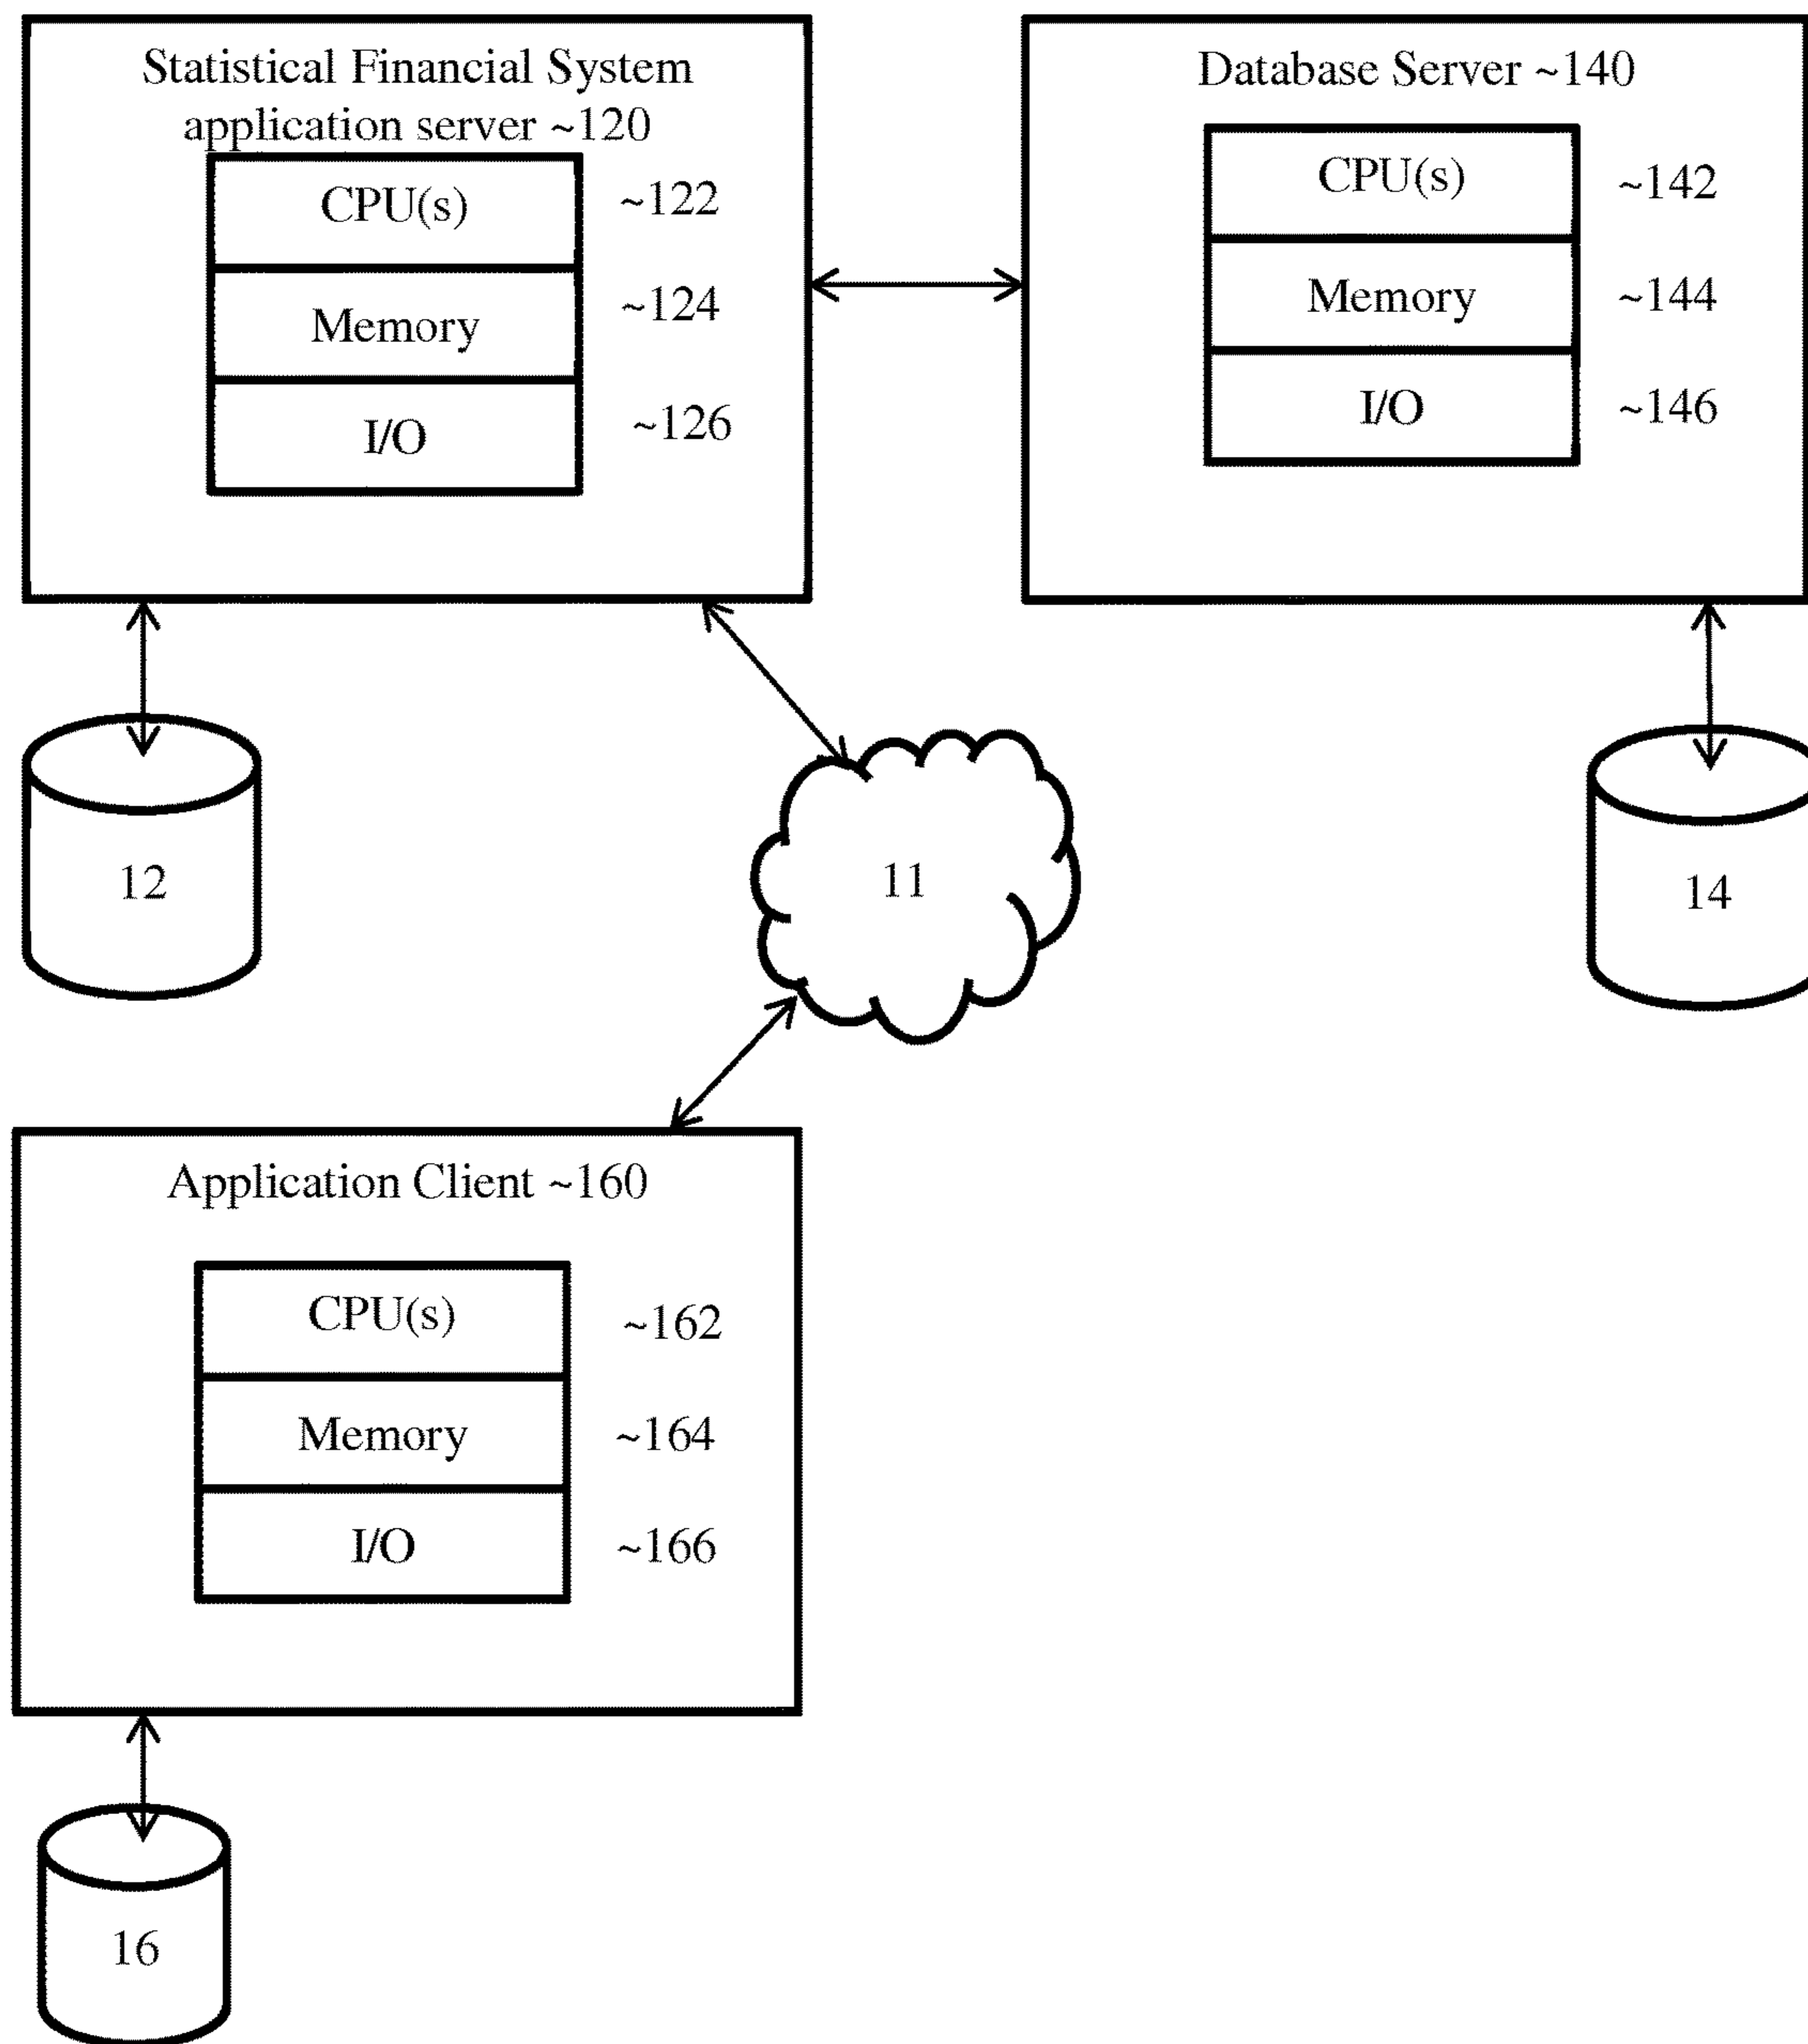 Statistical Financial System
application server ~120
CPU(s)
~122
Memory
~124
I/O
~126
Database Server ~140
CPU(s)
~142
Memory
~144
I/O
~146
12
11
14
Application Client ~160
CPU(s)
~162
Memory
~164
I/O
~166
16